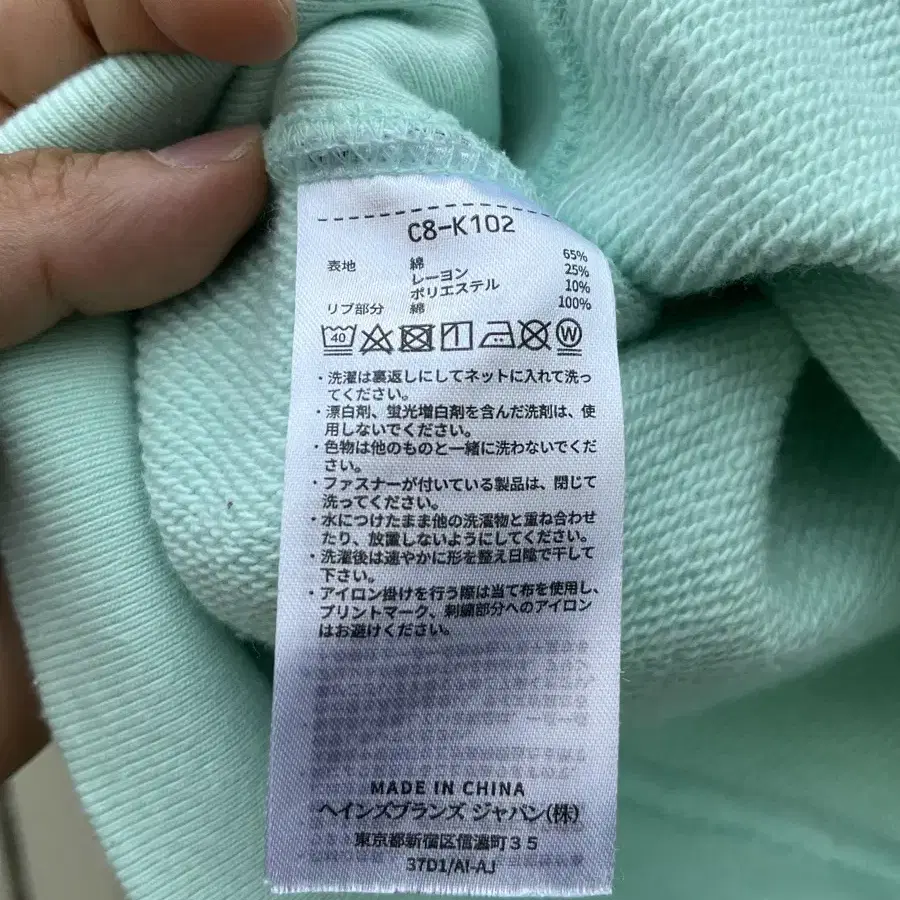 C8-K102
表地 綿 65%
レーヨン 25%
ポリエステル 10%
リブ部分 綿 100%
40 W
・洗濯は裏返しにしてネットに入れて洗っ
てください。
・漂白剤、蛍光増白剤を含んだ洗剤は、使
用しないでください。
・色物は他のものと一緒に洗わないでくだ
さい。
・ファスナーが付いている製品は、閉じて
洗ってください。
・水につけたまま他の洗濯物と重ね合わせ
たり、放置しないようにしてください。
・洗濯後は速やかに形を整え日陰で干して
下さい。
・アイロン掛けを行う際は当て布を使用し、
プリントマーク、刺繍部分へのアイロン
はお避けください。
MADE IN CHINA
ヘインズブランズ ジャパン(株)
東京都新宿区信濃町35
37D1/AI-AJ